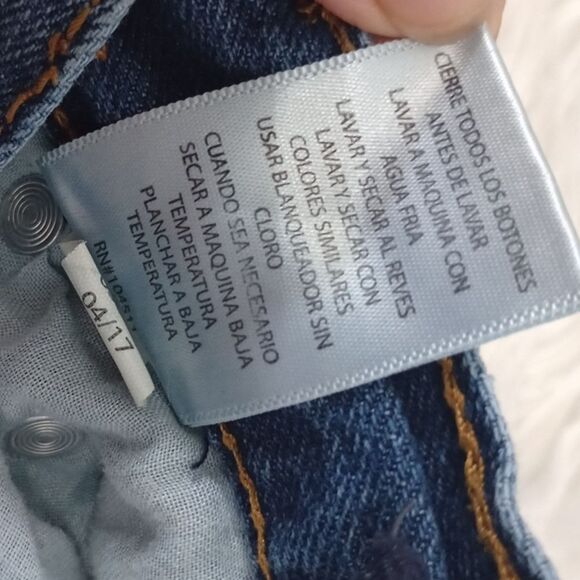 CIERRE TODOS LOS BOTONES
ANTES DE LAVAR
LAVAR A MAQUINA CON
AGUA FRIA
LAVAR Y SECAR AL REVES
LAVAR Y SECAR CON
COLORES SIMILARES
USAR BLANQUEADOR SIN
CLORO
CUANDO SEA NECESARIO
SECAR A MAQUINA BAJA
TEMPERATURA
PLANCHAR A BAJA
TEMPERATURA
04/17